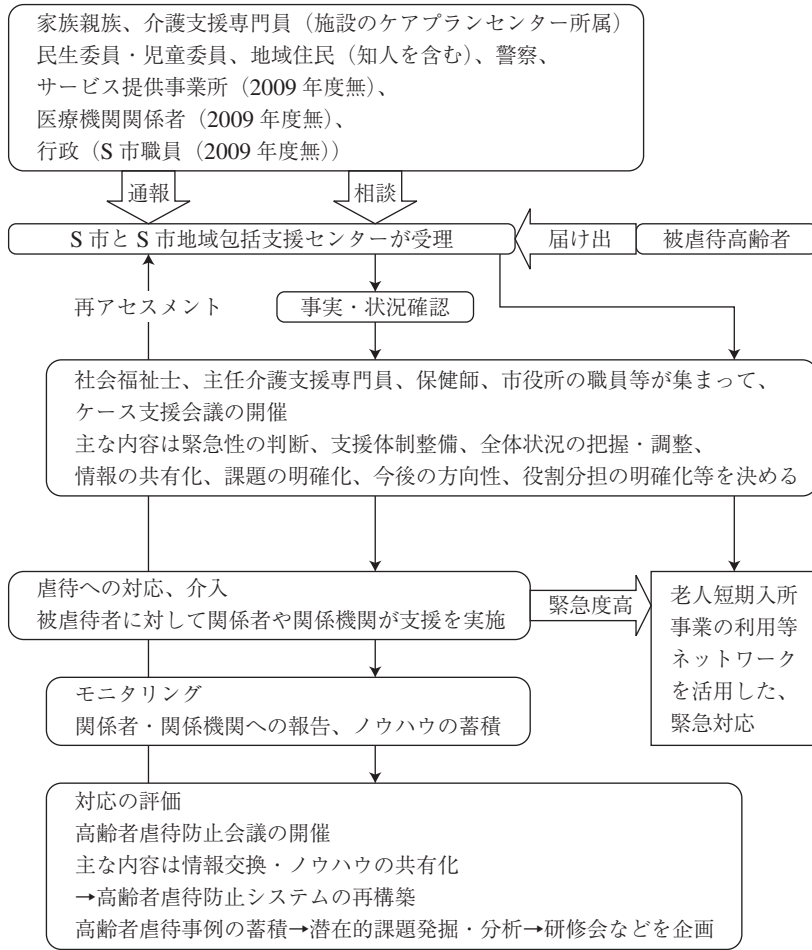 家族親族、介護支援専門員（施設のケアプランセンター所属）
民生委員・児童委員、地域住民（知人を含む）、警察、
サービス提供事業所（2009 年度無）、
医療機関関係者（2009 年度無）、
行政（S 市職員（2009 年度無））
通報
相談
S 市と S 市地域包括支援センターが受理
届け出
被虐待高齢者
再アセスメント
事実・状況確認
社会福祉士、主任介護支援専門員、保健師、市役所の職員等が集まって、
ケース支援会議の開催
主な内容は緊急性の判断、支援体制整備、全体状況の把握・調整、
情報の共有化、課題の明確化、今後の方向性、役割分担の明確化等を決める
虐待への対応、介入
被虐待者に対して関係者や関係機関が支援を実施
緊急度高
老人短期入所
事業の利用等
ネットワーク
を活用した、
緊急対応
モニタリング
関係者・関係機関への報告、ノウハウの蓄積
対応の評価
高齢者虐待防止会議の開催
主な内容は情報交換・ノウハウの共有化
→高齢者虐待防止システムの再構築
高齢者虐待事例の蓄積→潜在的課題発掘・分析→研修会などを企画